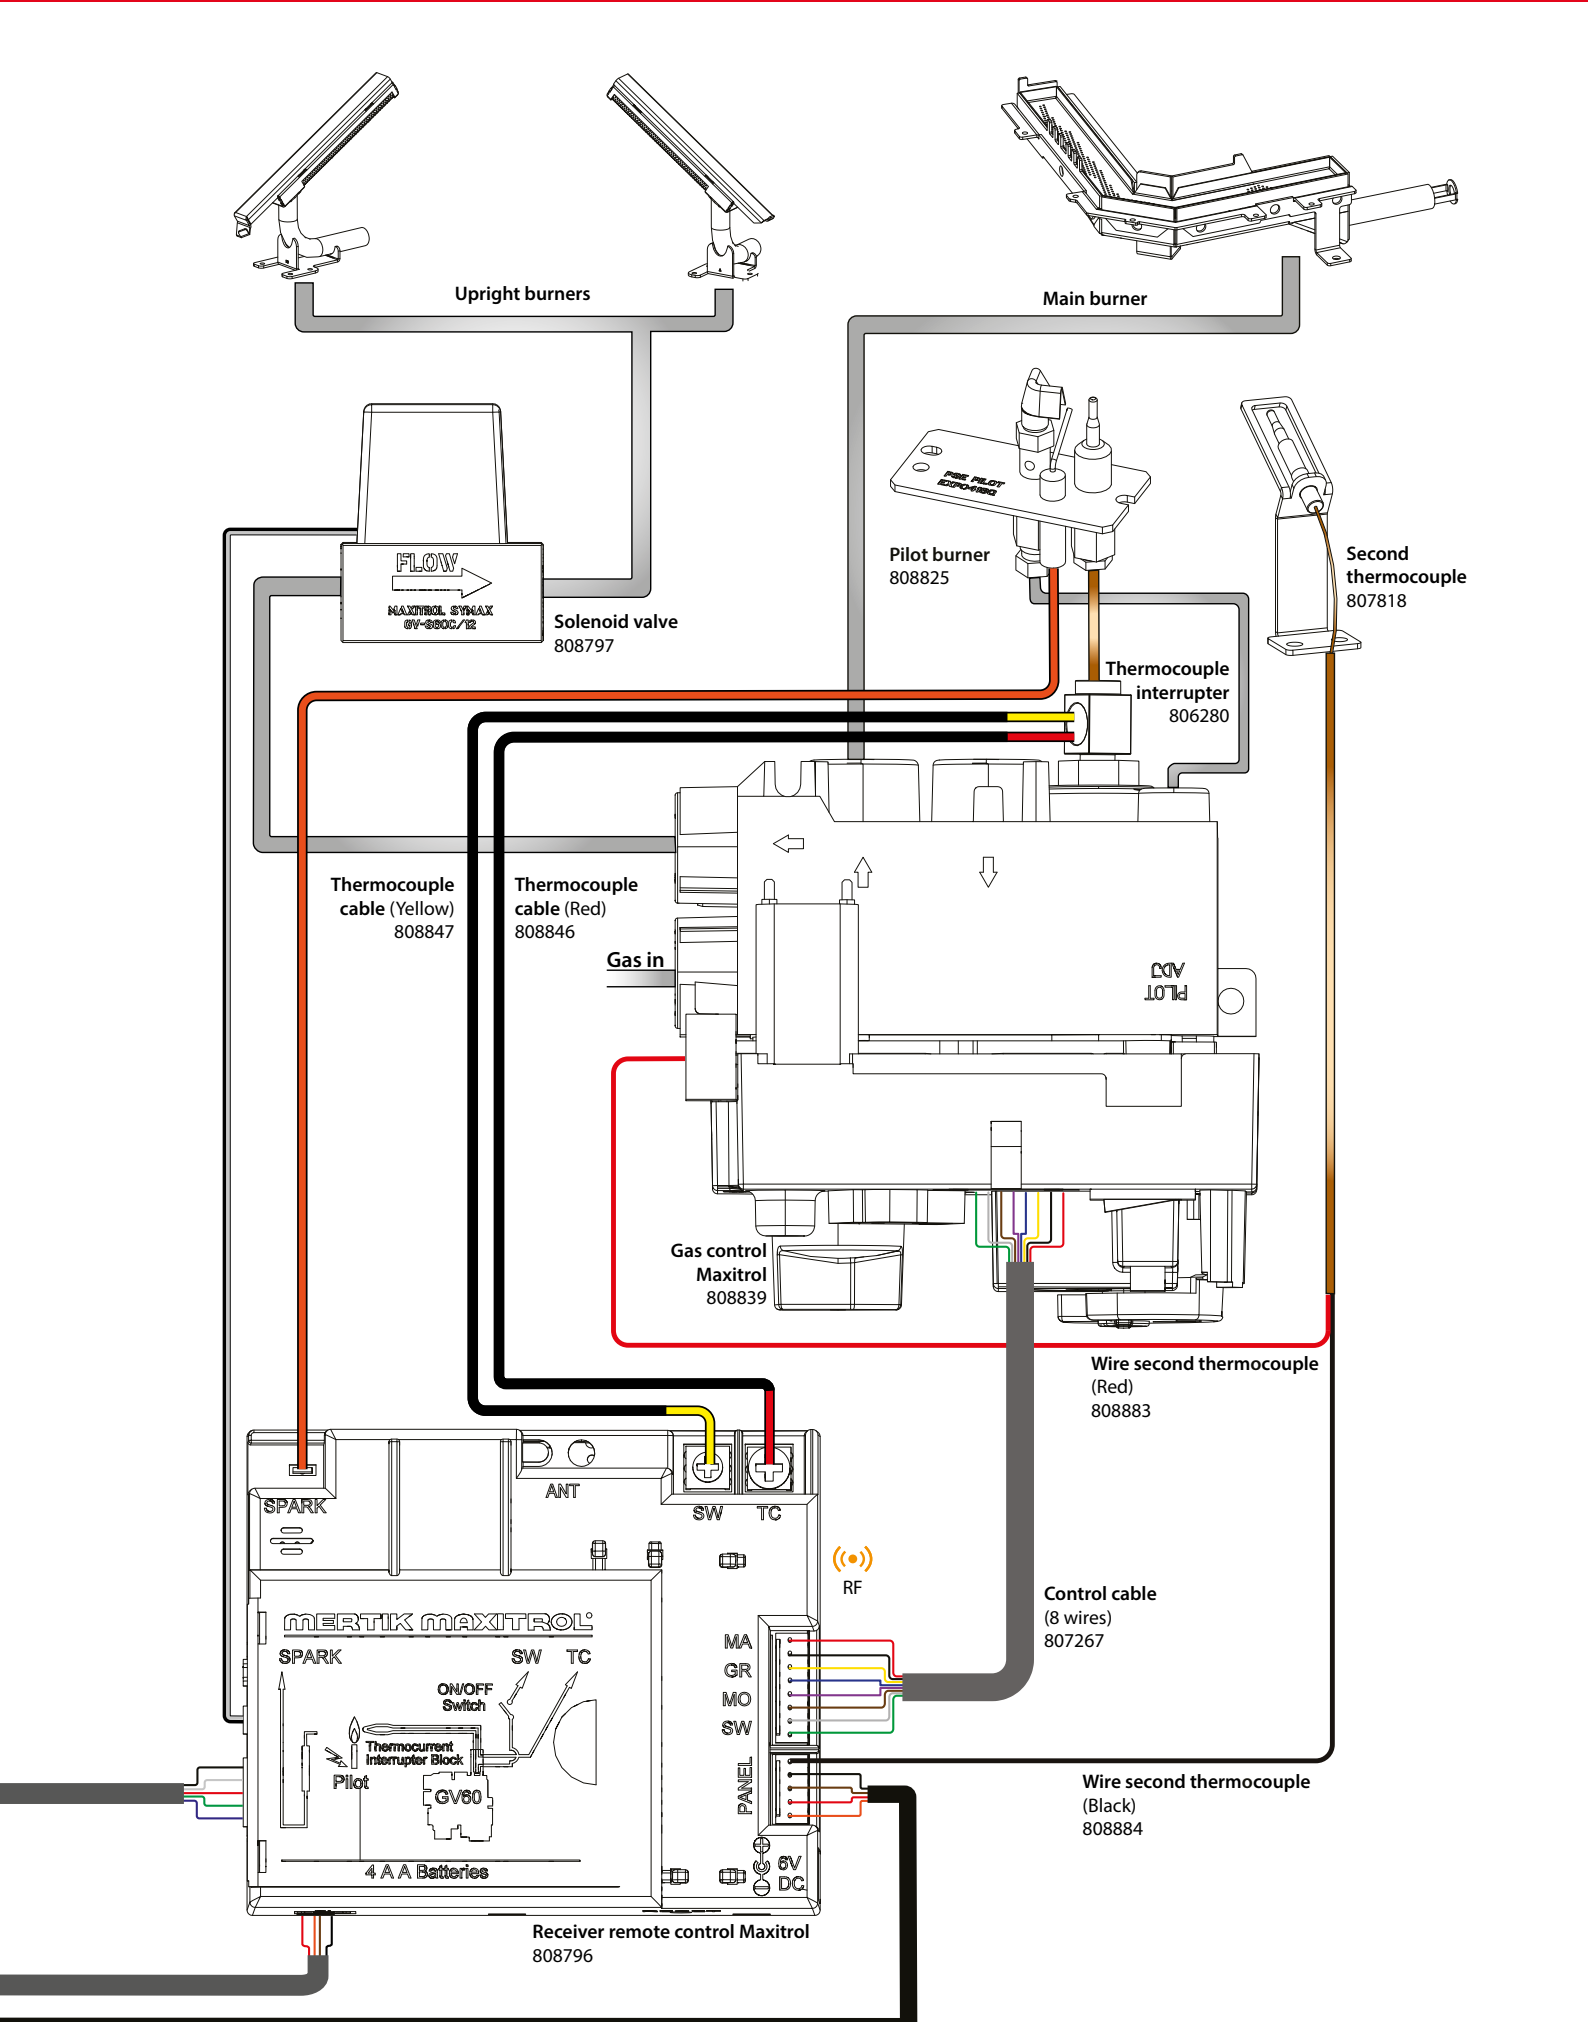 Upright burners
Main burner
PSE PILOT
Pilot burner
808825
Second
thermocouple
807818
FLOW
MAXITROL SYMAX
GV-S60C/12
Solenoid valve
808797
Thermocouple
interrupter
806280
Thermocouple
cable (Yellow)
808847
Thermocouple
cable (Red)
808846
Gas in
PILOT
ADJ
Gas control
Maxitrol
808839
Wire second thermocouple
(Red)
808883
SPARK
ANT
SW
TC
RF
Control cable
(8 wires)
807267
MERTIK MAXITROL
SPARK
SW
TC
ON/OFF
Switch
Thermocurrent
Interrupter Block
Pilot
GV60
4 A A Batteries
MA
GR
MO
SW
PANEL
6V
DC
Wire second thermocouple
(Black)
808884
Receiver remote control Maxitrol
808796